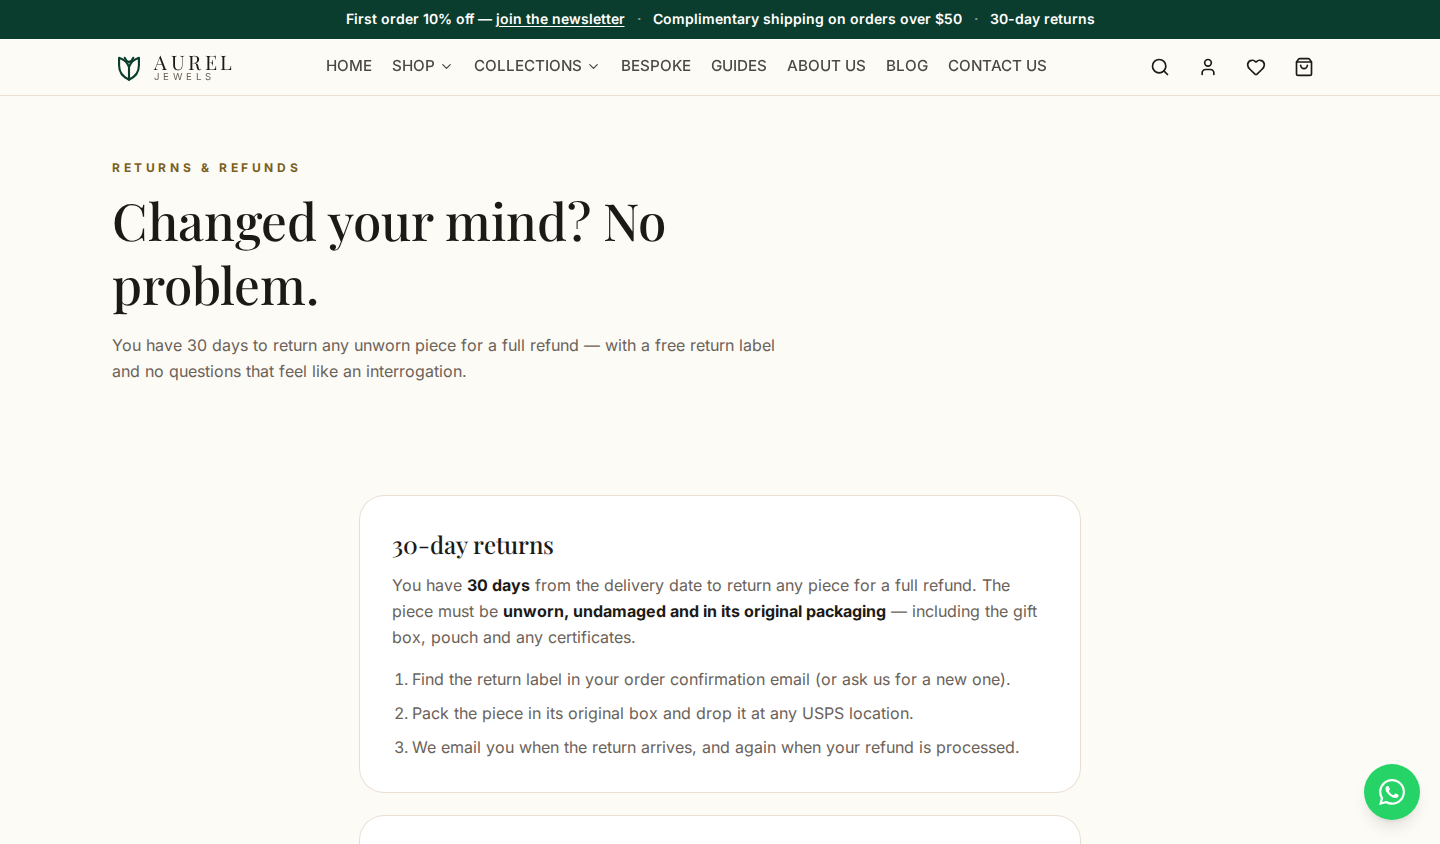 First order 10% off — join the newsletter · Complimentary shipping on orders over $50 · 30-day returns
AUREL
JEWELS
HOME SHOP COLLECTIONS BESPOKE GUIDES ABOUT US BLOG CONTACT US
RETURNS & REFUNDS
Changed your mind? No
problem.
You have 30 days to return any unworn piece for a full refund — with a free return label
and no questions that feel like an interrogation.
30-day returns
You have 30 days from the delivery date to return any piece for a full refund. The
piece must be unworn, undamaged and in its original packaging — including the gift
box, pouch and any certificates.
1. Find the return label in your order confirmation email (or ask us for a new one).
2. Pack the piece in its original box and drop it at any USPS location.
3. We email you when the return arrives, and again when your refund is processed.